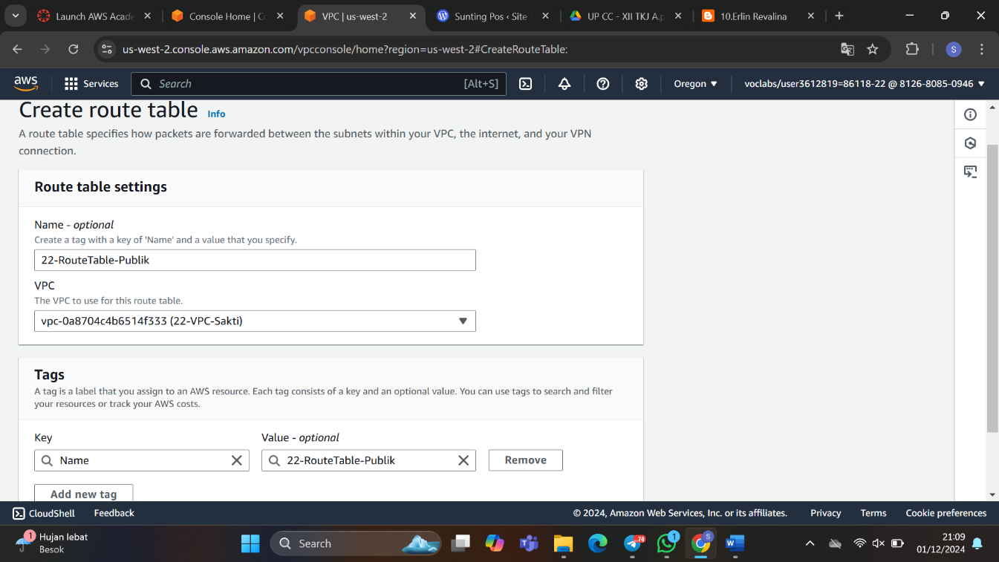 Launch AWS Acade
Console Home | C
VPC | us-west-2
Sunting Pos ‹ Site
UP CC - XII TKJ A.p
10.Erlin Revalina
us-west-2.console.aws.amazon.com/vpcconsole/home?region=us-west-2#CreateRouteTable:
S
aws
Services
Search
[Alt+S]
Oregon
voclabs/user3612819=86118-22 @ 8126-8085-0946
Create route table
Info
A route table specifies how packets are forwarded between the subnets within your VPC, the internet, and your VPN
connection.
Route table settings
Name - optional
Create a tag with a key of 'Name' and a value that you specify.
22-RouteTable-Publik
VPC
The VPC to use for this route table.
vpc-0a8704c4b6514f333 (22-VPC-Sakti)
Tags
A tag is a label that you assign to an AWS resource. Each tag consists of a key and an optional value. You can use tags to search and filter
your resources or track your AWS costs.
Key
Value - optional
Name
22-RouteTable-Publik
Remove
Add new tag
CloudShell
Feedback
© 2024, Amazon Web Services, Inc. or its affiliates.
Privacy
Terms
Cookie preferences
1
Hujan lebat
Besok
Search
74
1
S
21:09
01/12/2024